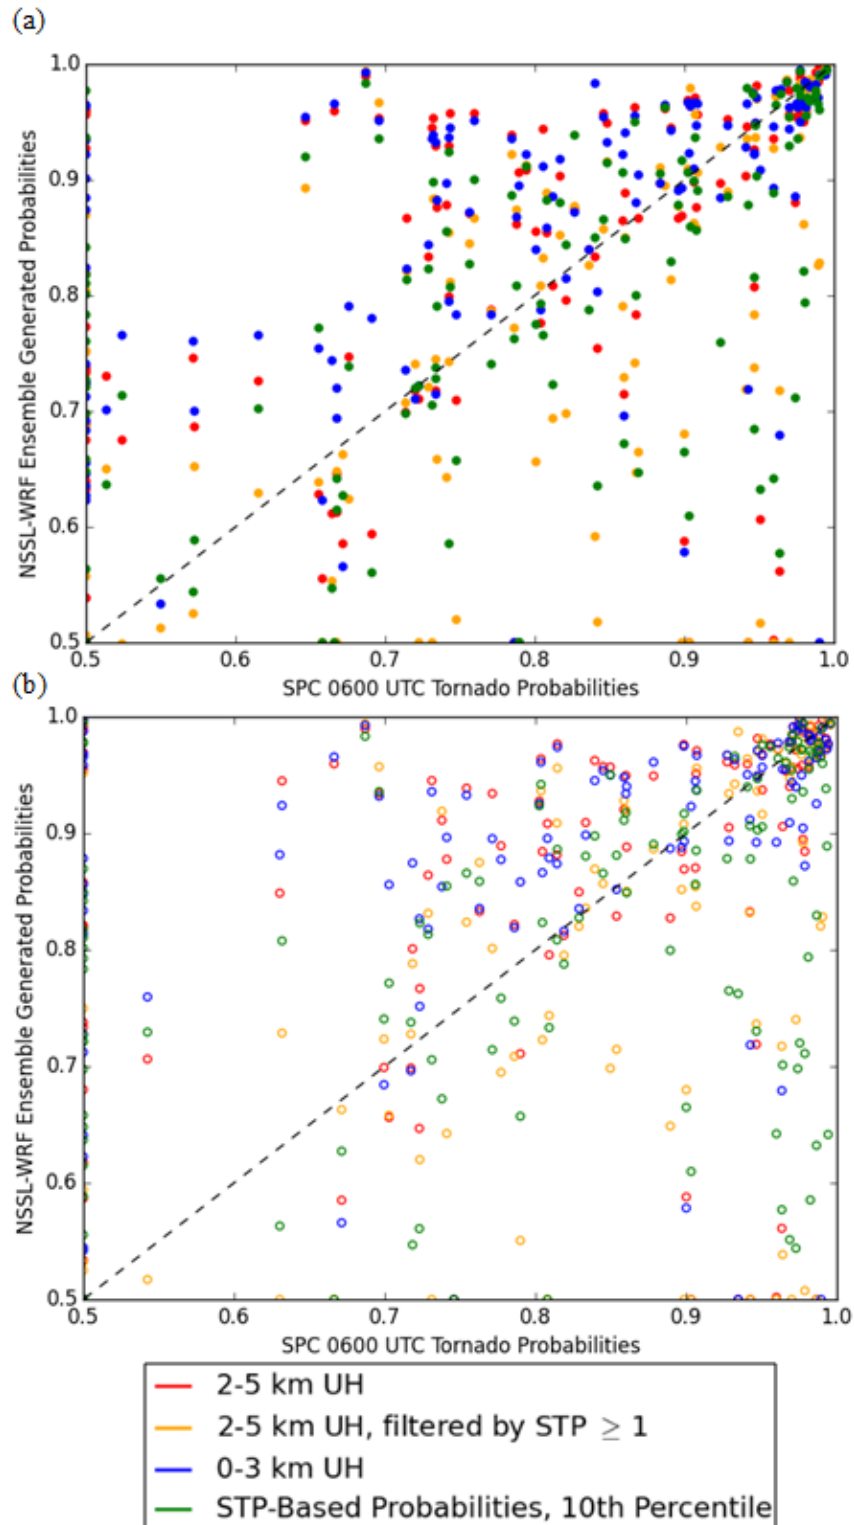 (a)
1.0
0.9
0.8
0.7
0.6
0.5
NSSL-WRF Ensemble Generated Probabilities
0.5 0.6 0.7 0.8 0.9 1.0
SPC 0600 UTC Tornado Probabilities
(b)
1.0
0.9
0.8
0.7
0.6
0.5
NSSL-WRF Ensemble Generated Probabilities
0.5 0.6 0.7 0.8 0.9 1.0
SPC 0600 UTC Tornado Probabilities
2-5 km UH
2-5 km UH, filtered by STP ≥ 1
0-3 km UH
STP-Based Probabilities, 10th Percentile